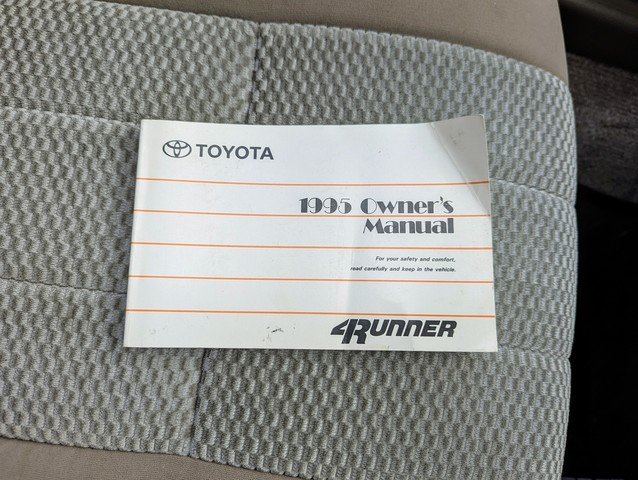 TOYOTA
1995 Owner's
Manual
For your safety and comfort,
read carefully and keep in the vehicle.
4RUNNER